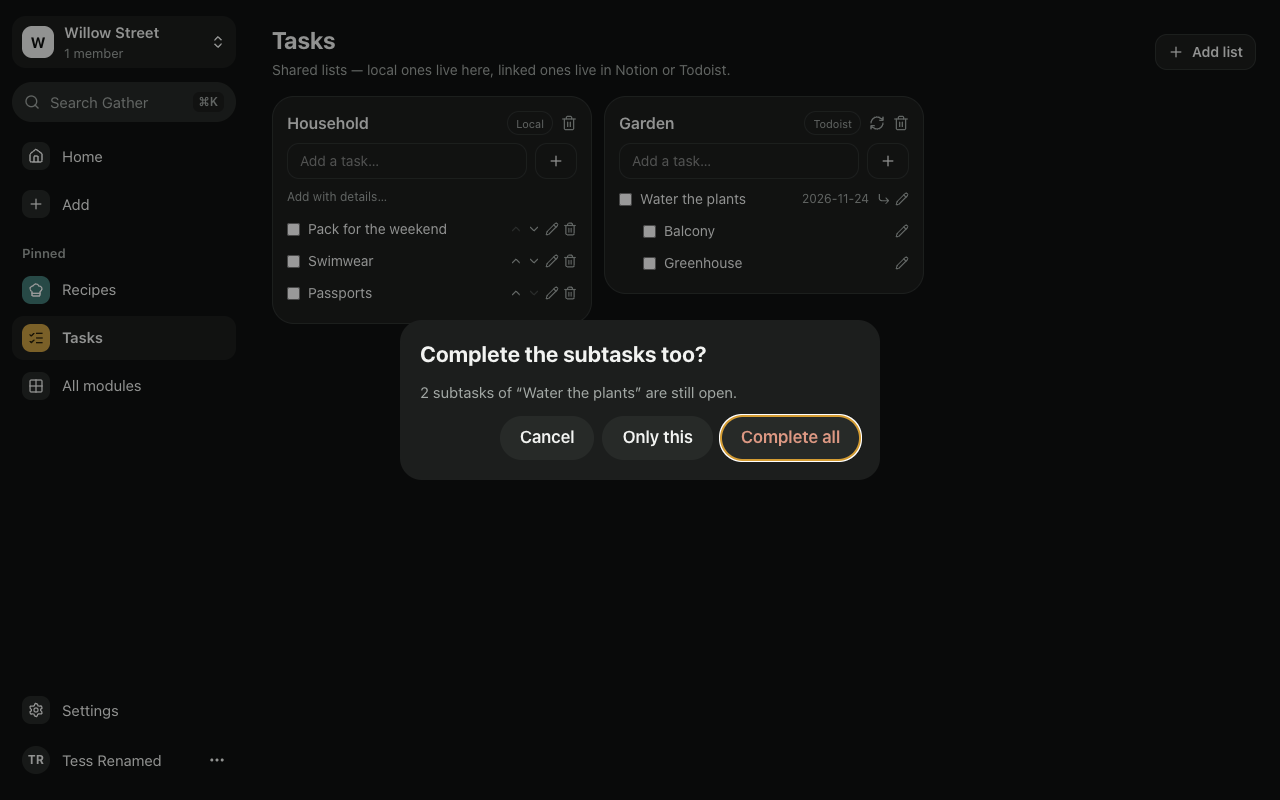 W
Willow Street
1 member
Search Gather
⌘K
Home
Add
Pinned
Recipes
Tasks
All modules
Settings
TR
Tess Renamed
Tasks
Shared lists — local ones live here, linked ones live in Notion or Todoist.
Add list
Household
Local
Add a task...
Add with details...
Pack for the weekend
Swimwear
Passports
Garden
Todoist
Add a task...
Water the plants
2026-11-24
Balcony
Greenhouse
Complete the subtasks too?
2 subtasks of “Water the plants” are still open.
Cancel
Only this
Complete all